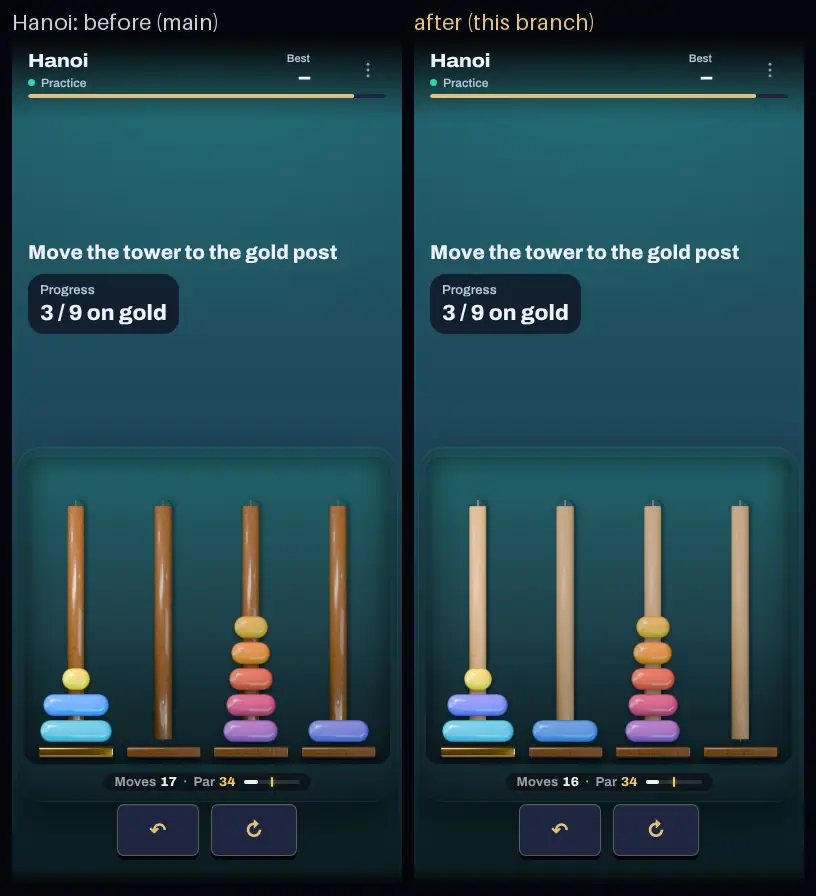 Hanoi: before (main)
Hanoi
Best
–
Practice
Move the tower to the gold post
Progress
3 / 9 on gold
Moves 17 · Par 34
after (this branch)
Hanoi
Best
–
Practice
Move the tower to the gold post
Progress
3 / 9 on gold
Moves 16 · Par 34